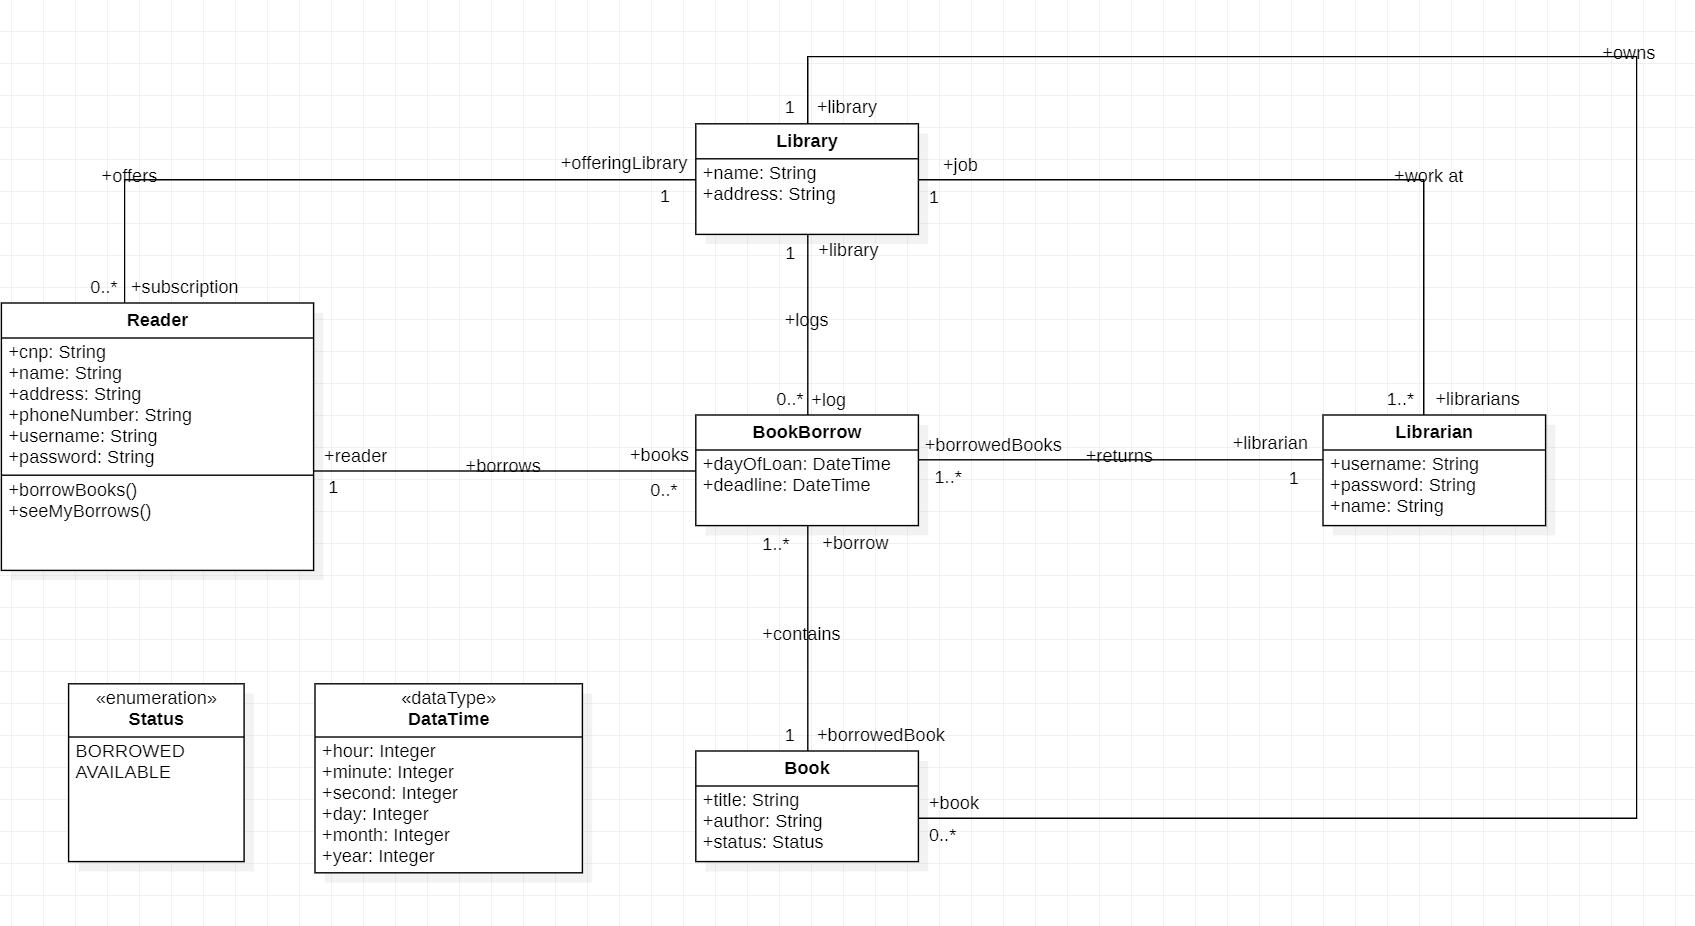 +owns
1 +library
Library
+name: String
+address: String
+offeringLibrary
1
+job
1
+offers
+work at
0..* +subscription
1 +library
+logs
0..* +log
1..* +librarians
Reader
+cnp: String
+name: String
+address: String
+phoneNumber: String
+username: String
+password: String
+borrowBooks()
+seeMyBorrows()
+reader
1
+borrows
+books
0..*
BookBorrow
+dayOfLoan: DateTime
+deadline: DateTime
+borrowedBooks
1..*
+returns
+librarian
1
Librarian
+username: String
+password: String
+name: String
1..* +borrow
+contains
1 +borrowedBook
«enumeration»
Status
BORROWED
AVAILABLE
«dataType»
DataTime
+hour: Integer
+minute: Integer
+second: Integer
+day: Integer
+month: Integer
+year: Integer
Book
+title: String
+author: String
+status: Status
+book
0..*